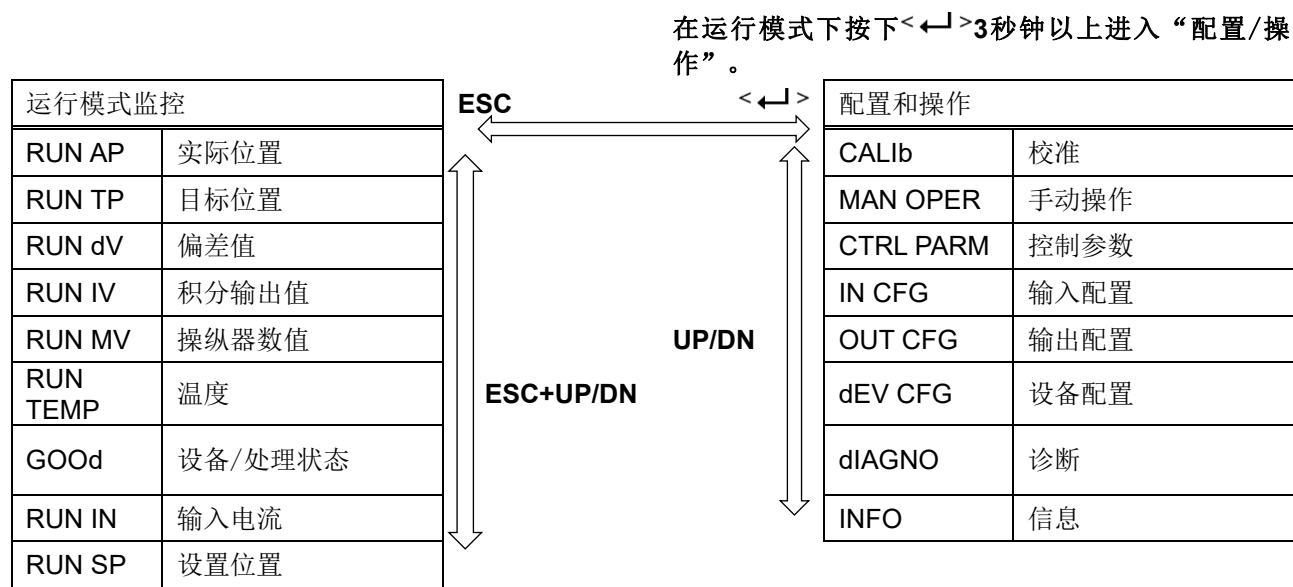 在运行模式下按下<↵>3秒钟以上进入“配置/操
作”。
运行模式监控 ESC <↵> 配置和操作
RUN AP 实际位置 CALIb 校准
RUN TP 目标位置 MAN OPER 手动操作
RUN dV 偏差值 CTRL PARM 控制参数
RUN IV 积分输出值 IN CFG 输入配置
RUN MV 操纵器数值 UP/DN OUT CFG 输出配置
RUN
TEMP 温度 ESC+UP/DN dEV CFG 设备配置
GOOd 设备/处理状态 dIAGNO 诊断
RUN IN 输入电流 INFO 信息
RUN SP 设置位置